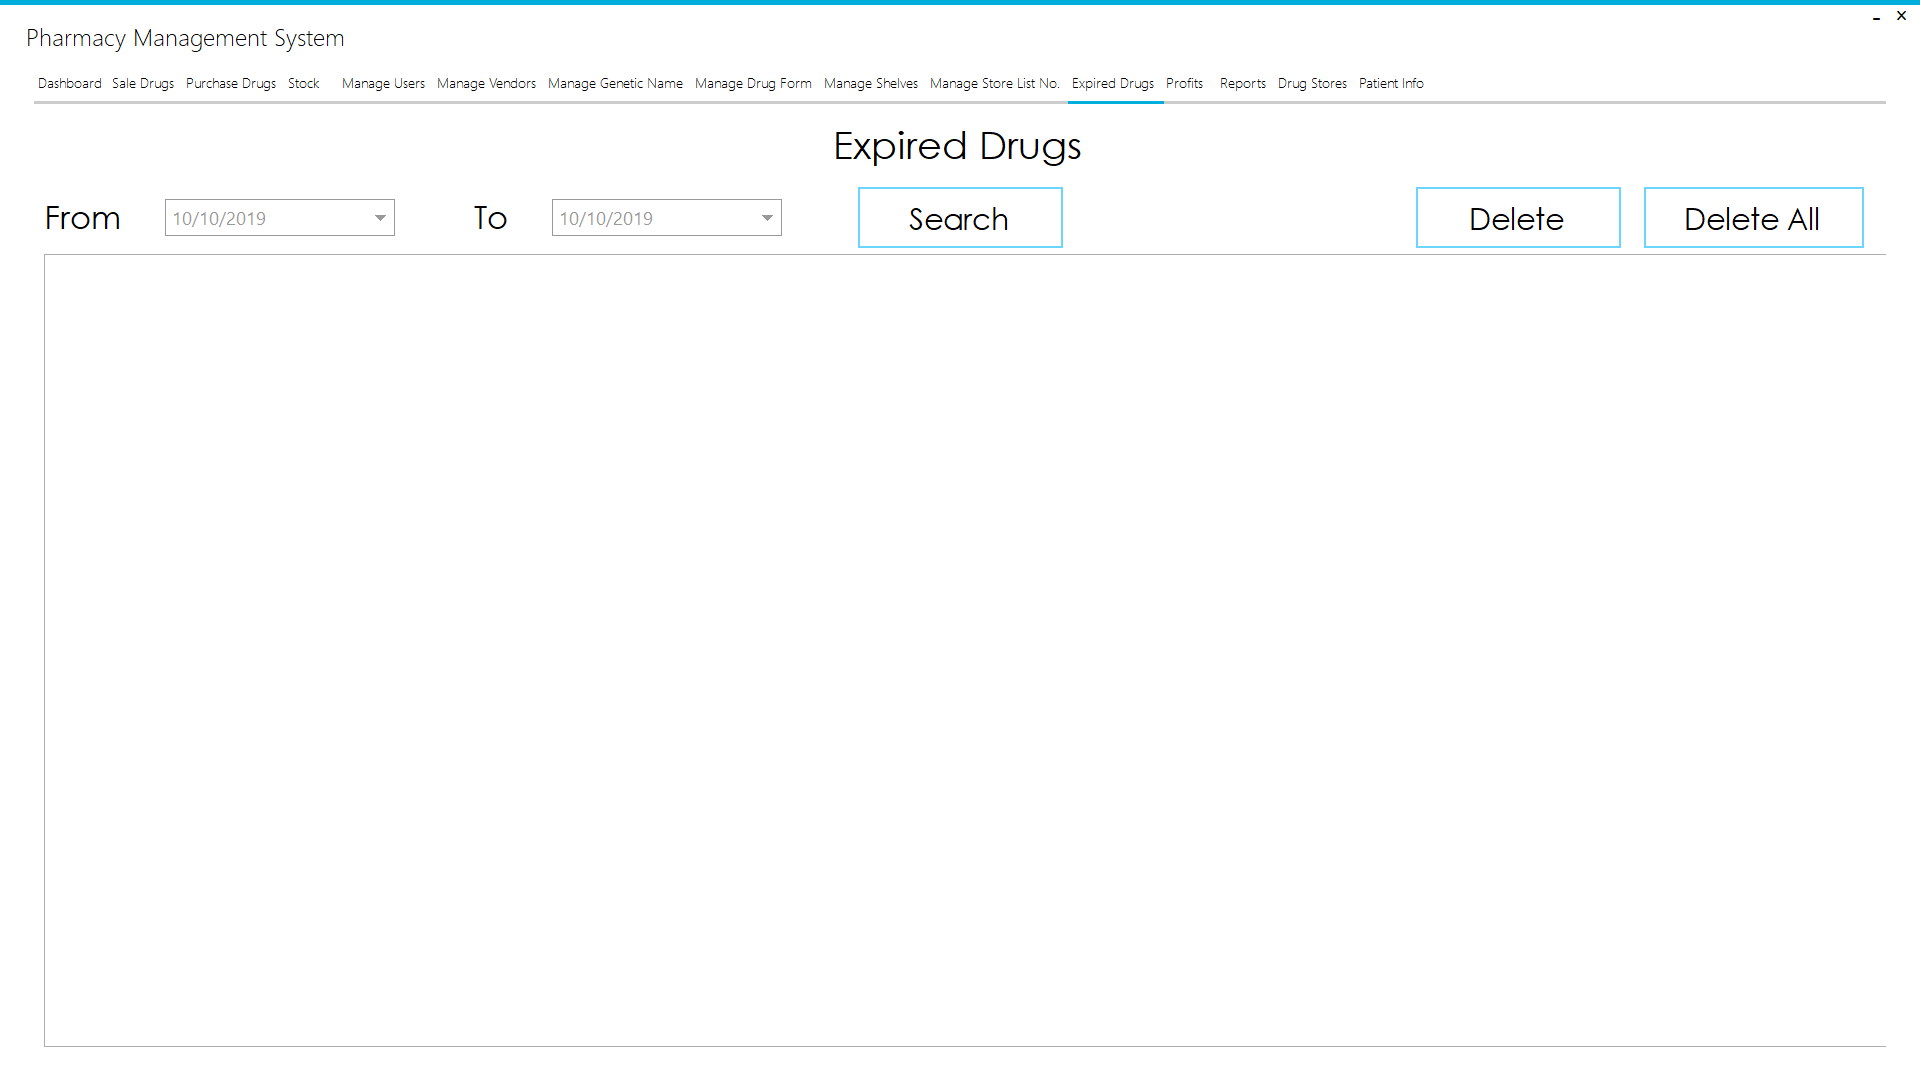 Pharmacy Management System
Dashboard Sale Drugs Purchase Drugs Stock Manage Users Manage Vendors Manage Genetic Name Manage Drug Form Manage Shelves Manage Store List No. Expired Drugs Profits Reports Drug Stores Patient Info
Expired Drugs
From 10/10/2019 To 10/10/2019 Search Delete Delete All